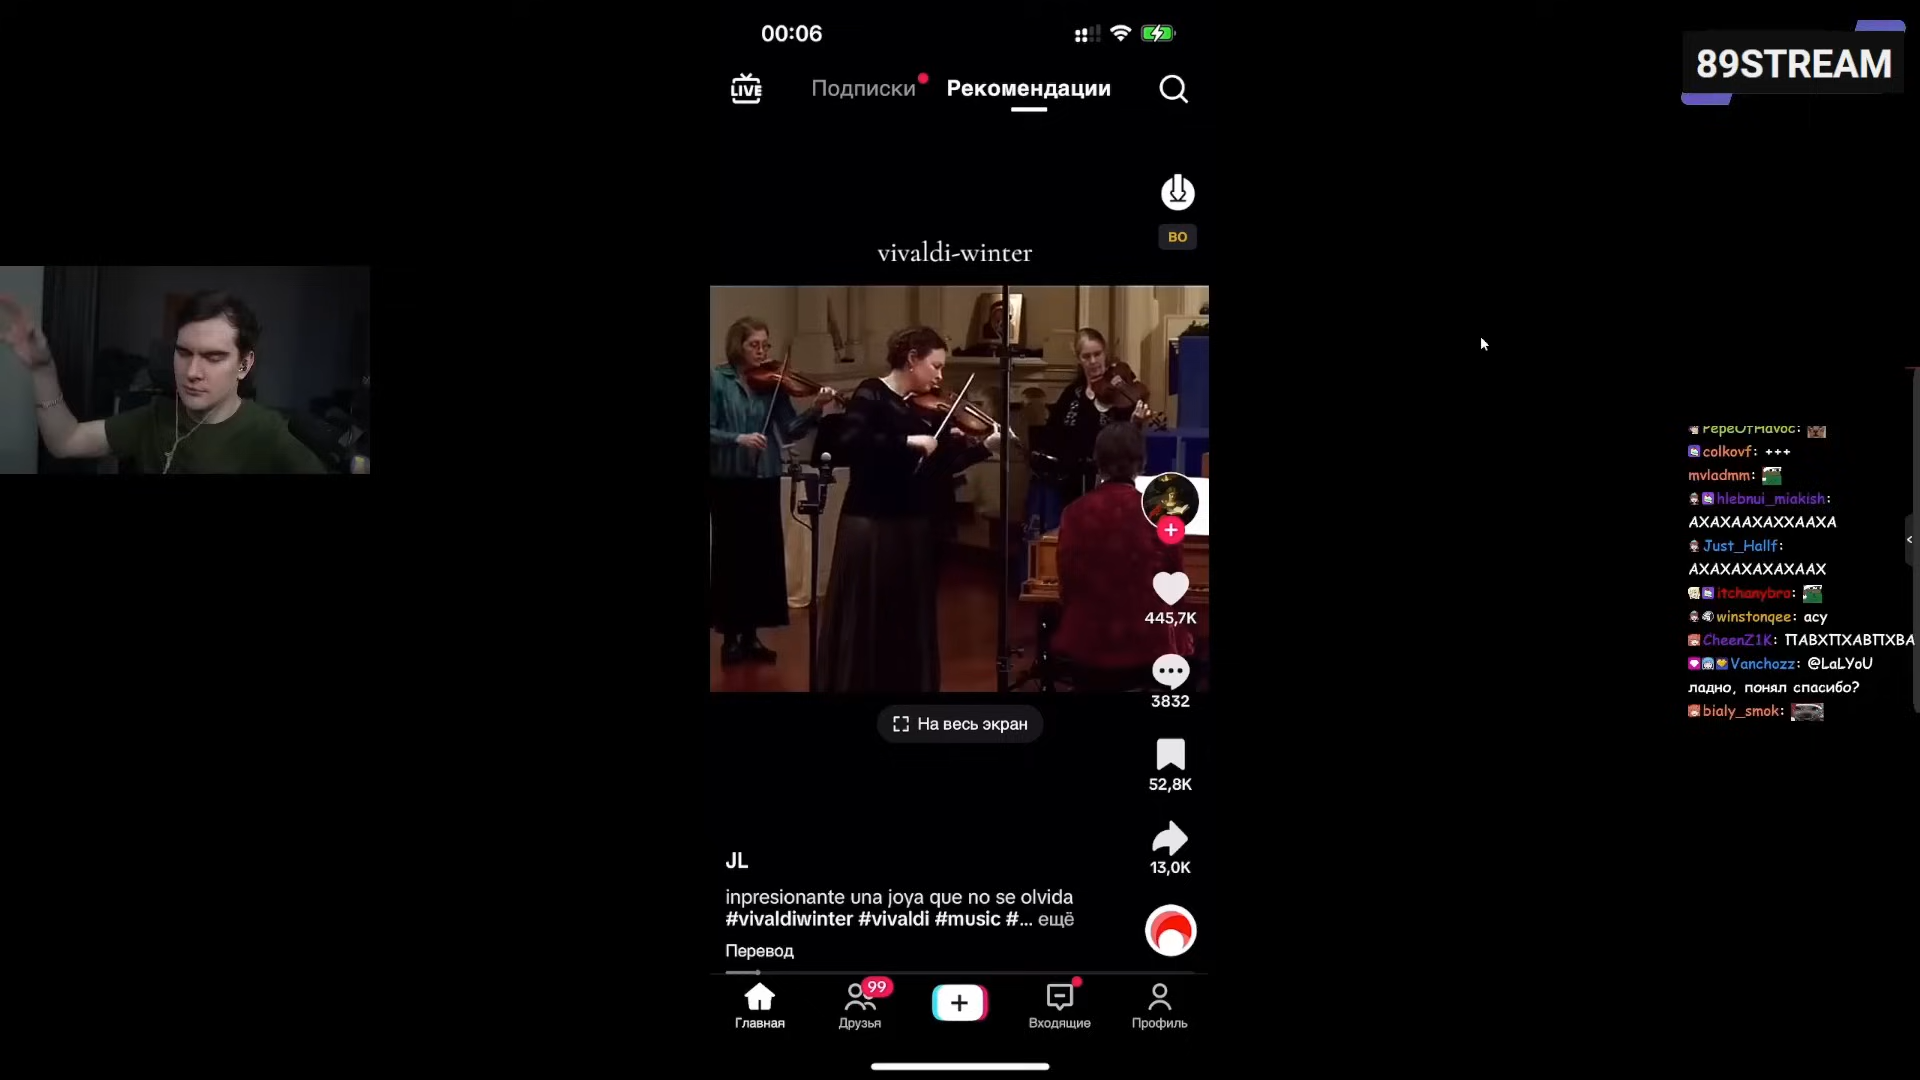 00:06
89STREAM
LIVE
Подписки
Рекомендации
BO
vivaldi-winter
PepeOfHavoc:
colkovf: +++
mvladmm:
hlebnui_miakish:
АХАХААХАХХААХА
Just_Hallf:
АХАХАХАХАХААХ
itchanybro:
winstonqee: асу
CheenZ1K: ПАВХПХАВПХВА
Vanchozz: @LaLYoU
ладно, понял спасибо?
bialy_smok:
445,7K
3832
На весь экран
52,8K
13,0K
JL
inpresionante una joya que no se olvida
#vivaldiwinter #vivaldi #music #... ещё
Перевод
99
Главная
Друзья
Входящие
Профиль